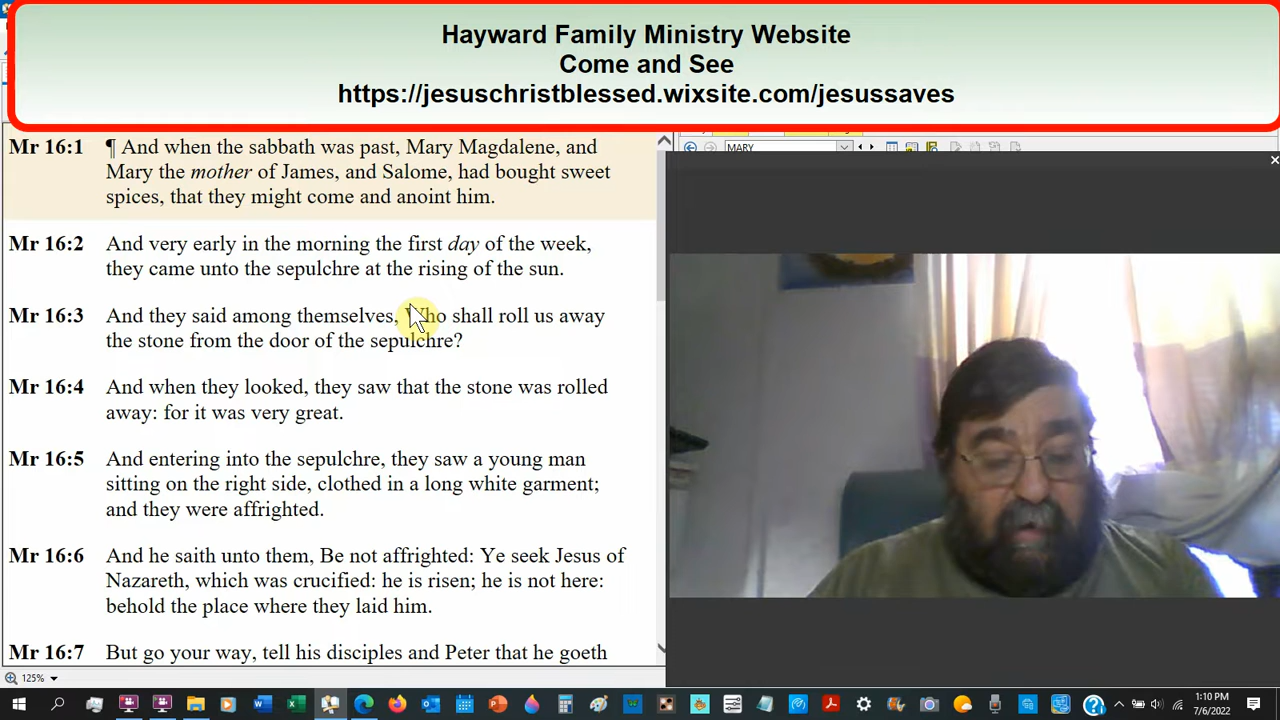 Hayward Family Ministry Website
Come and See
https://jesuschristblessed.wixsite.com/jesussaves
MARY
Mr 16:1 ¶ And when the sabbath was past, Mary Magdalene, and
Mary the mother of James, and Salome, had bought sweet
spices, that they might come and anoint him.
Mr 16:2 And very early in the morning the first day of the week,
they came unto the sepulchre at the rising of the sun.
Mr 16:3 And they said among themselves, Who shall roll us away
the stone from the door of the sepulchre?
Mr 16:4 And when they looked, they saw that the stone was rolled
away: for it was very great.
Mr 16:5 And entering into the sepulchre, they saw a young man
sitting on the right side, clothed in a long white garment;
and they were affrighted.
Mr 16:6 And he saith unto them, Be not affrighted: Ye seek Jesus of
Nazareth, which was crucified: he is risen; he is not here:
behold the place where they laid him.
Mr 16:7 But go your way, tell his disciples and Peter that he goeth
125%
1:10 PM
7/6/2022